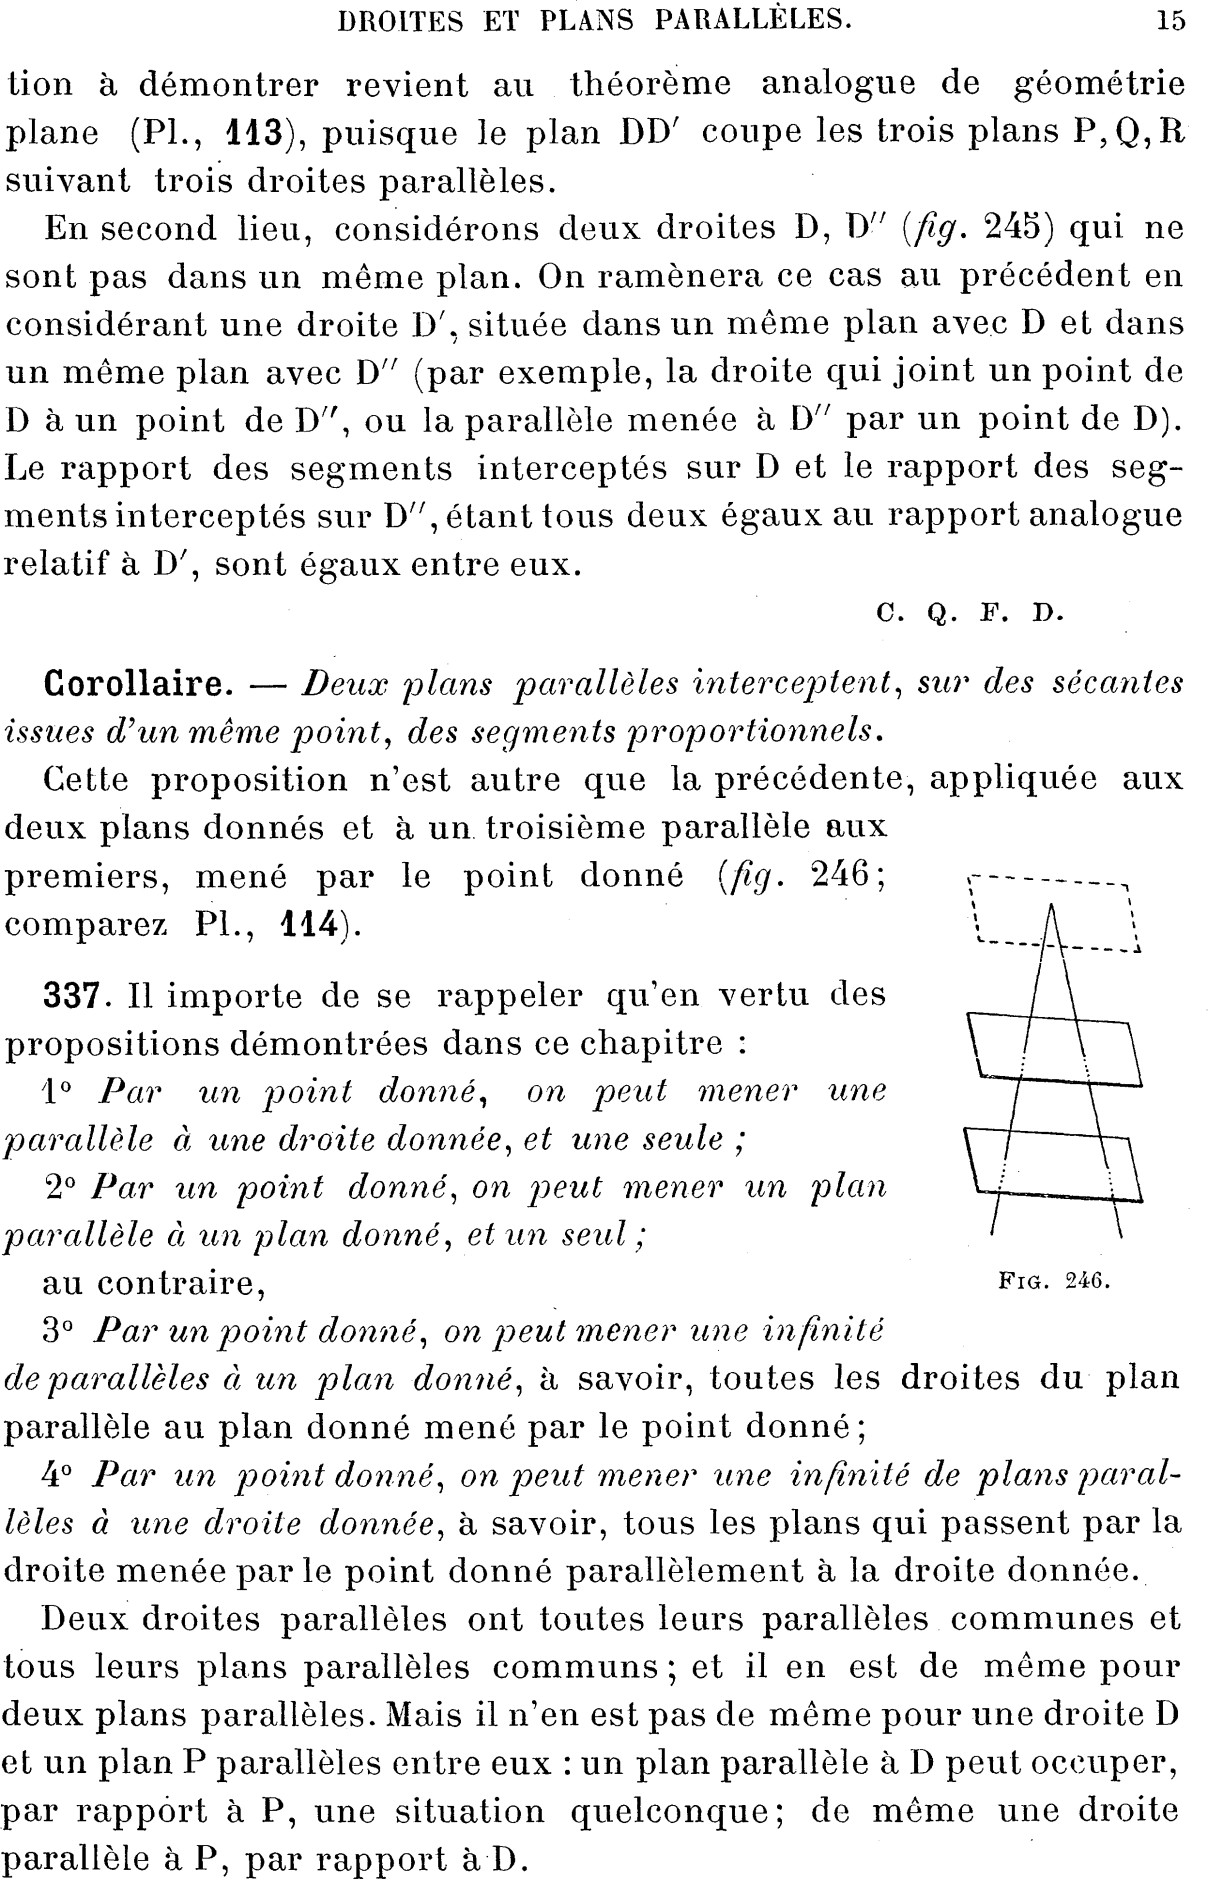 DROITES ET PLANS PARALLÈLES. 15
tion à démontrer revient au théorème analogue de géométrie
plane (Pl., 113), puisque le plan DD′ coupe les trois plans P, Q, R
suivant trois droites parallèles.
En second lieu, considérons deux droites D, D″ (fig. 245) qui ne
sont pas dans un même plan. On ramènera ce cas au précédent en
considérant une droite D′, située dans un même plan avec D et dans
un même plan avec D″ (par exemple, la droite qui joint un point de
D à un point de D″, ou la parallèle menée à D″ par un point de D).
Le rapport des segments interceptés sur D et le rapport des seg-
ments interceptés sur D″, étant tous deux égaux au rapport analogue
relatif à D′, sont égaux entre eux.
C. Q. F. D.
Corollaire. — Deux plans parallèles interceptent, sur des sécantes
issues d'un même point, des segments proportionnels.
Cette proposition n'est autre que la précédente, appliquée aux
deux plans donnés et à un troisième parallèle aux
premiers, mené par le point donné (fig. 246;
comparez Pl., 114).
337. Il importe de se rappeler qu'en vertu des
propositions démontrées dans ce chapitre :
1º Par un point donné, on peut mener une
parallèle à une droite donnée, et une seule ;
2º Par un point donné, on peut mener un plan
parallèle à un plan donné, et un seul ;
au contraire,
FIG. 246.
3º Par un point donné, on peut mener une infinité
de parallèles à un plan donné, à savoir, toutes les droites du plan
parallèle au plan donné mené par le point donné ;
4º Par un point donné, on peut mener une infinité de plans paral-
lèles à une droite donnée, à savoir, tous les plans qui passent par la
droite menée par le point donné parallèlement à la droite donnée.
Deux droites parallèles ont toutes leurs parallèles communes et
tous leurs plans parallèles communs ; et il en est de même pour
deux plans parallèles. Mais il n'en est pas de même pour une droite D
et un plan P parallèles entre eux : un plan parallèle à D peut occuper,
par rapport à P, une situation quelconque ; de même une droite
parallèle à P, par rapport à D.